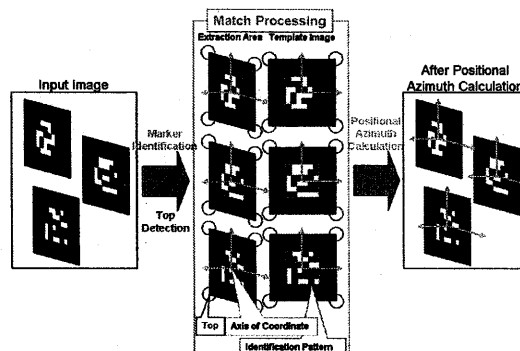 Match Processing
Extraction Area Template Image
Input Image
After Positional
Azimuth Calculation
Marker
Identification
Positional
Azimuth
Calculation
Top
Detection
Top
Axis of Coordinate
Identification Pattern